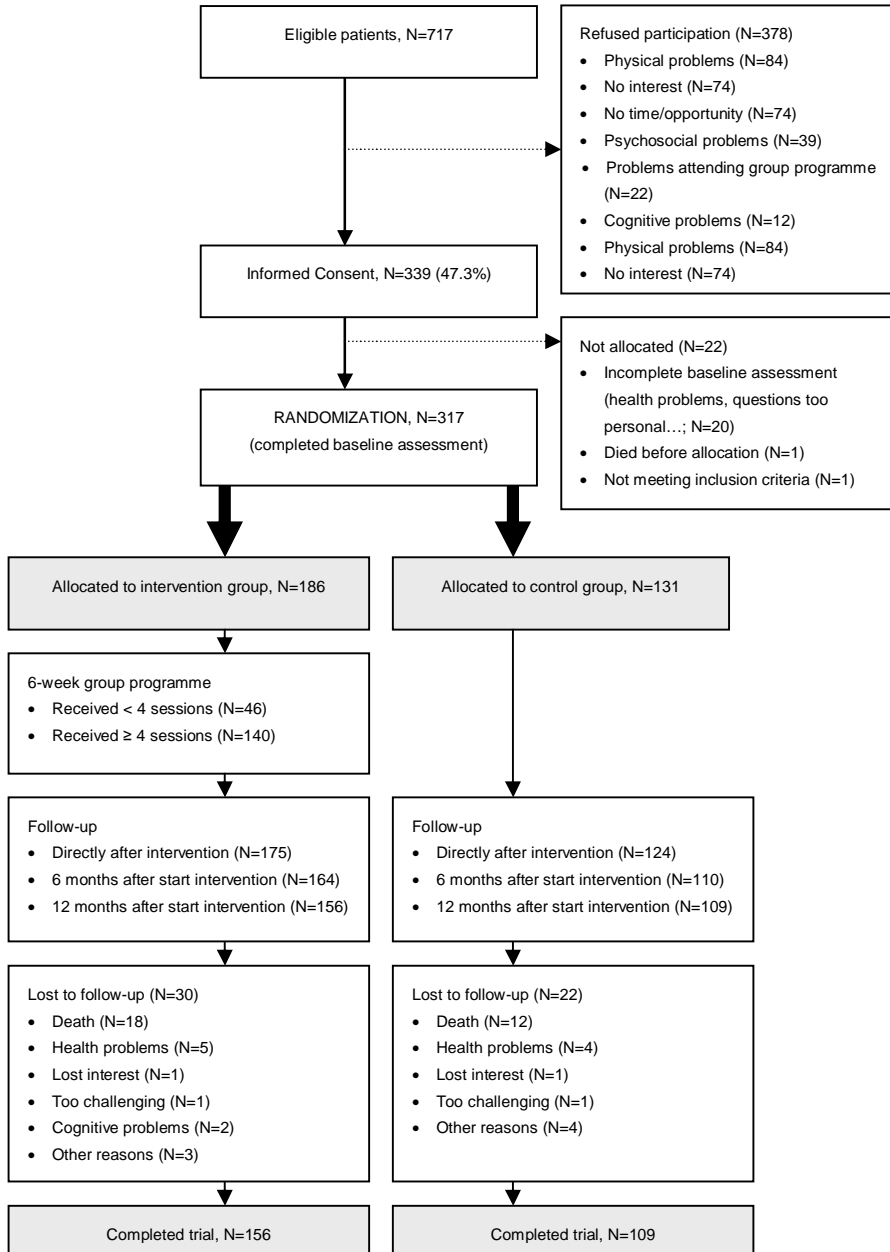 Eligible patients, N=717
Refused participation (N=378)
• Physical problems (N=84)
• No interest (N=74)
• No time/opportunity (N=74)
• Psychosocial problems (N=39)
• Problems attending group programme
(N=22)
• Cognitive problems (N=12)
• Physical problems (N=84)
• No interest (N=74)
Informed Consent, N=339 (47.3%)
Not allocated (N=22)
• Incomplete baseline assessment
(health problems, questions too
personal…; N=20)
• Died before allocation (N=1)
• Not meeting inclusion criteria (N=1)
RANDOMIZATION, N=317
(completed baseline assessment)
Allocated to intervention group, N=186
Allocated to control group, N=131
6-week group programme
• Received < 4 sessions (N=46)
• Received ≥ 4 sessions (N=140)
Follow-up
• Directly after intervention (N=175)
• 6 months after start intervention (N=164)
• 12 months after start intervention (N=156)
Follow-up
• Directly after intervention (N=124)
• 6 months after start intervention (N=110)
• 12 months after start intervention (N=109)
Lost to follow-up (N=30)
• Death (N=18)
• Health problems (N=5)
• Lost interest (N=1)
• Too challenging (N=1)
• Cognitive problems (N=2)
• Other reasons (N=3)
Lost to follow-up (N=22)
• Death (N=12)
• Health problems (N=4)
• Lost interest (N=1)
• Too challenging (N=1)
• Other reasons (N=4)
Completed trial, N=156
Completed trial, N=109